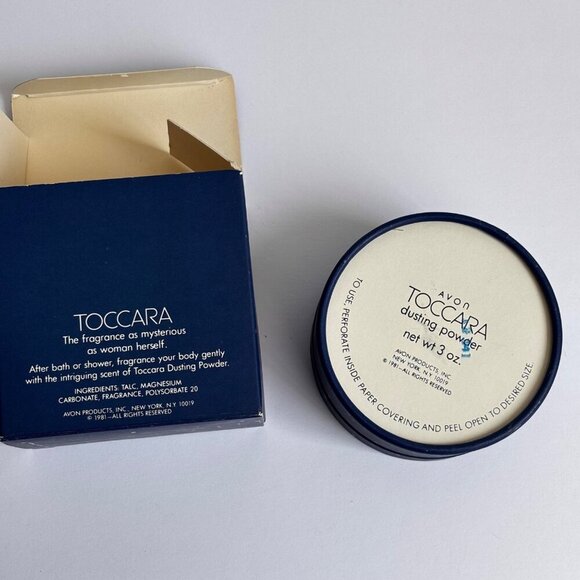 TOCCARA
The fragrance as mysterious
as woman herself.
After bath or shower, fragrance your body gently
with the intriguing scent of Toccara Dusting Powder.
INGREDIENTS: TALC, MAGNESIUM
CARBONATE, FRAGRANCE, POLYSORBATE 20
AVON PRODUCTS, INC., NEW YORK, N.Y. 10019
© 1981—ALL RIGHTS RESERVED
AVON
TOCCARA
dusting powder
net wt 3 oz.
AVON PRODUCTS, INC.
NEW YORK, N.Y. 10019
© 1981—ALL RIGHTS RESERVED
TO USE, PERFORATE INSIDE PAPER COVERING AND PEEL OPEN TO DESIRED SIZE